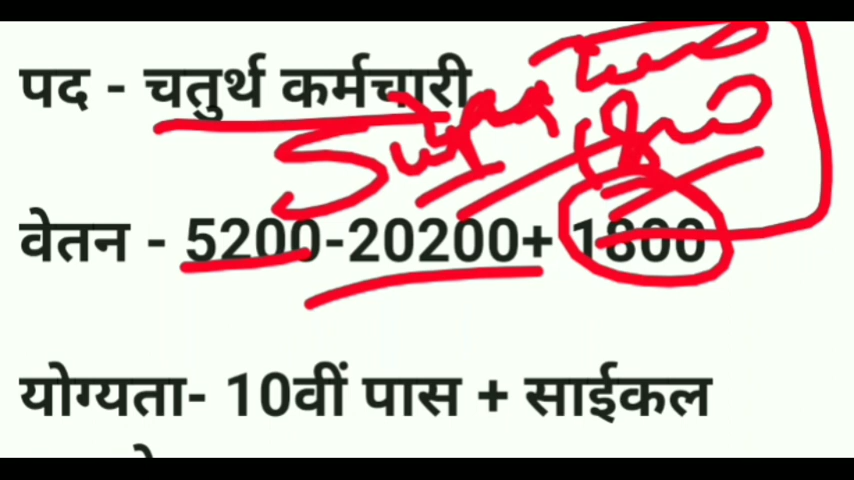 पद - चतुर्थ कर्मचारी
वेतन - 5200-20200+ 1800
योग्यता- 10वीं पास + साईकल